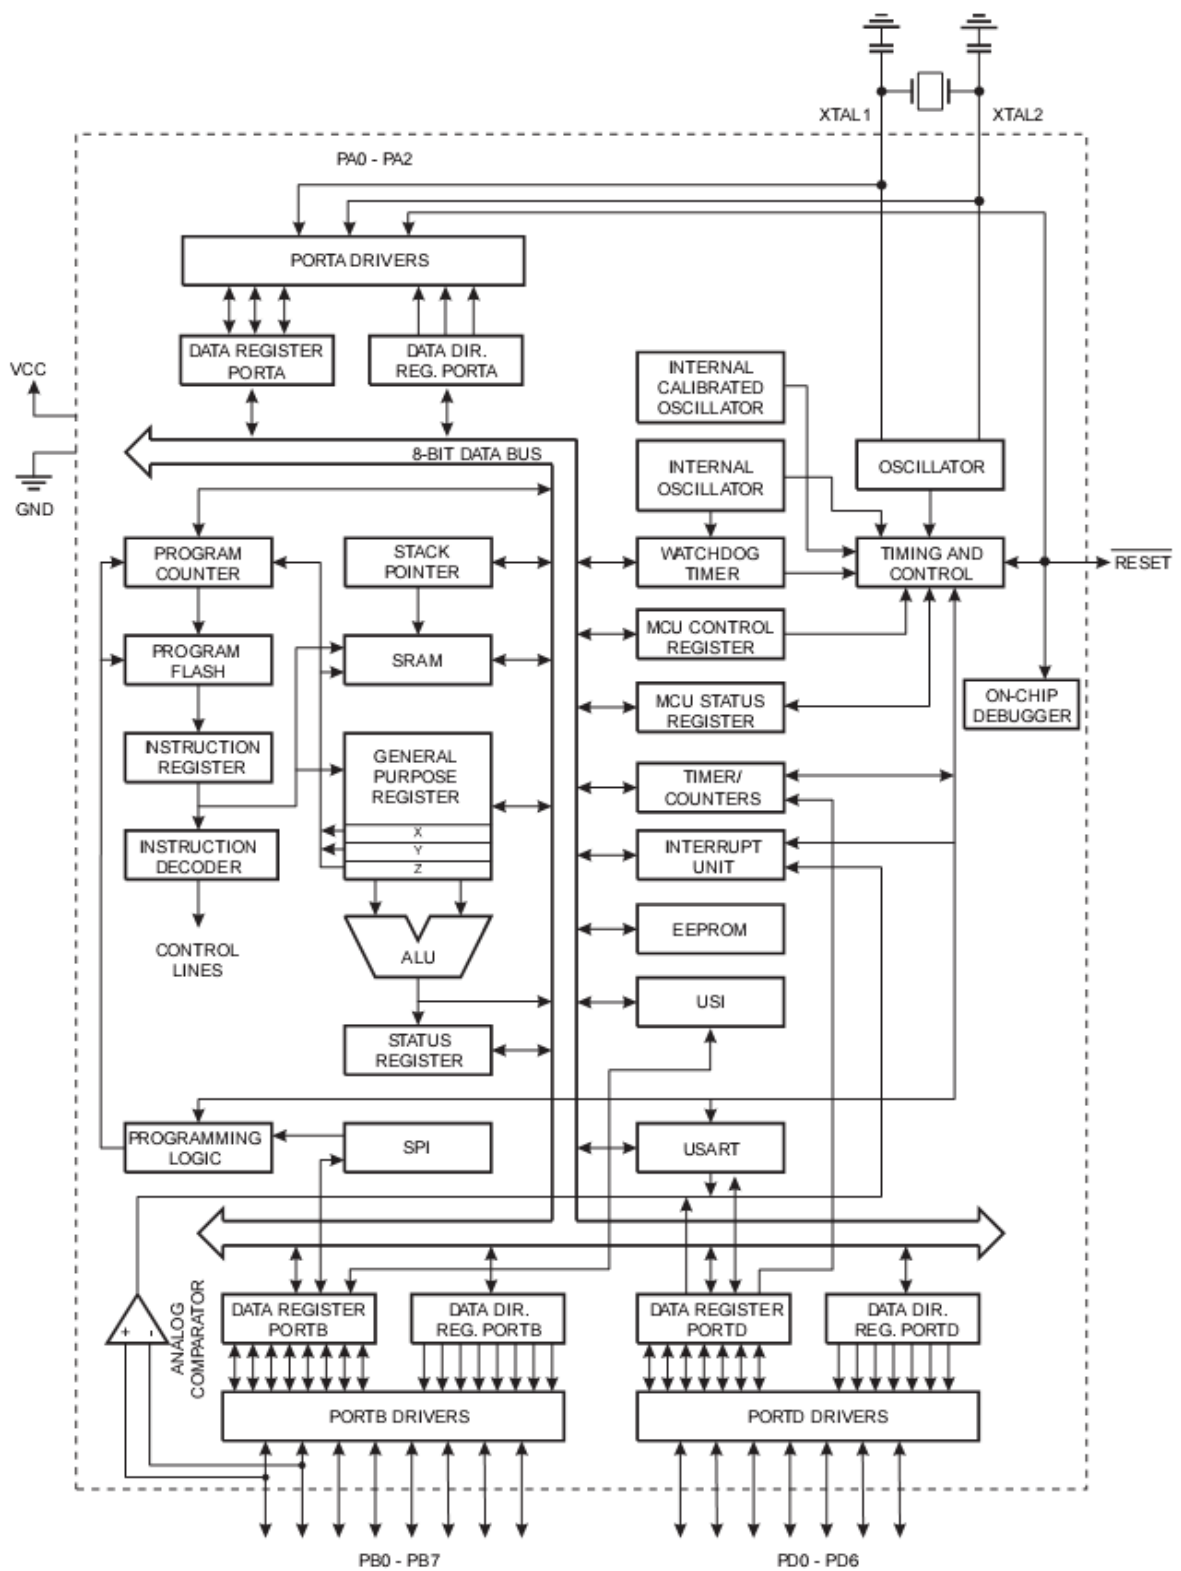 XTAL1
XTAL2
PA0 - PA2
PORTA DRIVERS
DATA REGISTER
PORTA
DATA DIR.
REG. PORTA
VCC
GND
8-BIT DATA BUS
INTERNAL
CALIBRATED
OSCILLATOR
INTERNAL
OSCILLATOR
OSCILLATOR
PROGRAM
COUNTER
STACK
POINTER
WATCHDOG
TIMER
TIMING AND
CONTROL
RESET
PROGRAM
FLASH
SRAM
MCU CONTROL
REGISTER
MCU STATUS
REGISTER
ON-CHIP
DEBUGGER
INSTRUCTION
REGISTER
GENERAL
PURPOSE
REGISTER
X
Y
Z
TIMER/
COUNTERS
INSTRUCTION
DECODER
INTERRUPT
UNIT
CONTROL
LINES
ALU
EEPROM
USI
STATUS
REGISTER
PROGRAMMING
LOGIC
SPI
USART
ANALOG
COMPARATOR
+
-
DATA REGISTER
PORTB
DATA DIR.
REG. PORTB
DATA REGISTER
PORTD
DATA DIR.
REG. PORTD
PORTB DRIVERS
PORTD DRIVERS
PB0 - PB7
PD0 - PD6